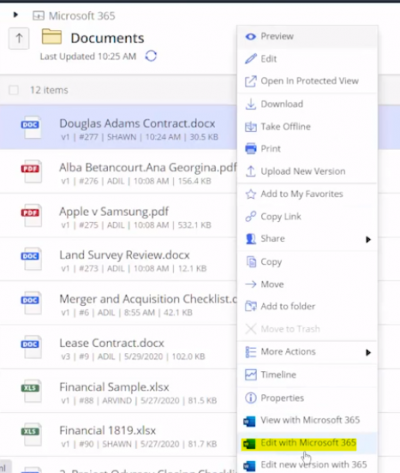 Microsoft 365
Documents
Last Updated 10:25 AM
12 items
DOC
Douglas Adams Contract.docx
v1 | #277 | SHAWN | 10:24 AM | 30.5 KB
PDF
Alba Betancourt.Ana Georgina.pdf
v1 | #276 | ADIL | 10:08 AM | 156.4 KB
PDF
Apple v Samsung.pdf
v1 | #275 | ADIL | 10:08 AM | 532.1 KB
DOC
Land Survey Review.docx
v1 | #273 | ADIL | 10:08 AM | 12.1 KB
DOC
Merger and Acquisition Checklist.d
v1 | #6 | ADIL | 8:55 AM | 42.1 KB
DOC
Lease Contract.docx
v3 | #9 | ADIL | 5/29/2020 | 102.0 KB
XLS
Financial Sample.xlsx
v1 | #88 | ARVIND | 5/27/2020 | 81.5 KB
XLS
Financial 1819.xlsx
v1 | #90 | SHAWN | 5/27/2020 | 81.7 KB
Preview
Edit
Open In Protected View
Download
Take Offline
Print
Upload New Version
Add to My Favorites
Copy Link
Share
Copy
Move
Add to folder
Move to Trash
More Actions
Timeline
Properties
View with Microsoft 365
Edit with Microsoft 365
Edit new version with 365